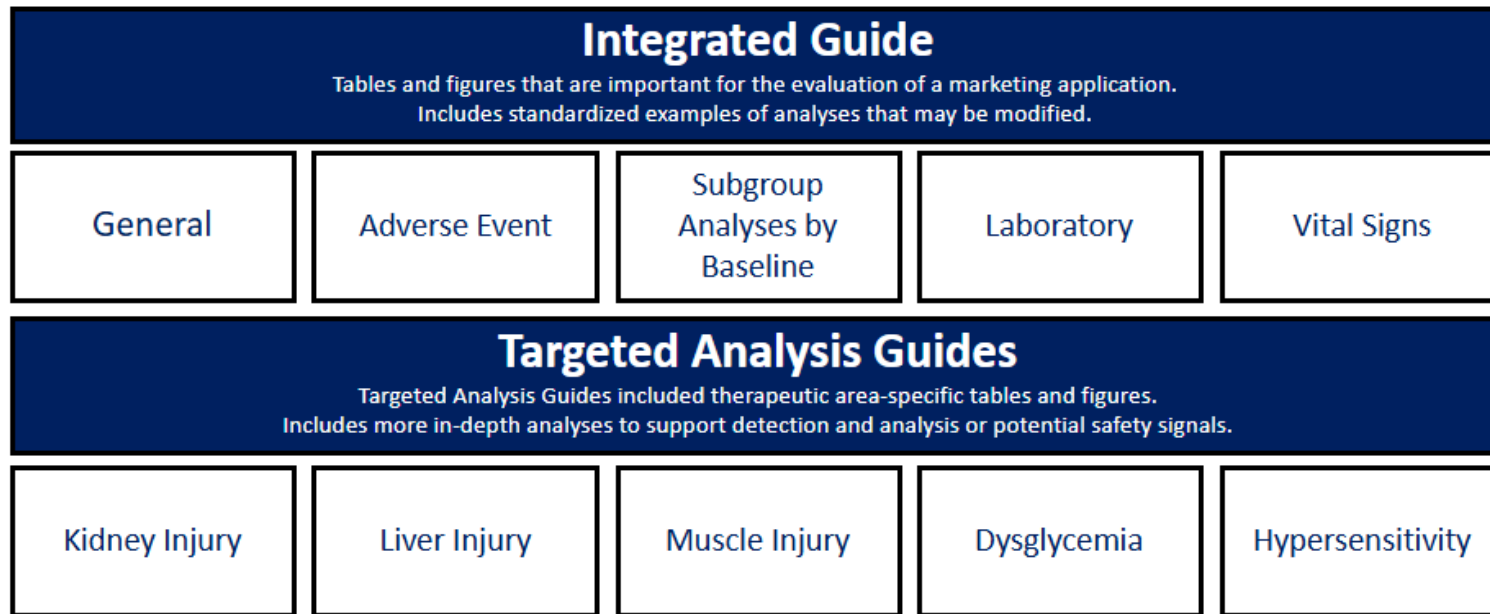 Integrated Guide
Tables and figures that are important for the evaluation of a marketing application.
Includes standardized examples of analyses that may be modified.
General
Adverse Event
Subgroup
Analyses by
Baseline
Laboratory
Vital Signs
Targeted Analysis Guides
Targeted Analysis Guides included therapeutic area-specific tables and figures.
Includes more in-depth analyses to support detection and analysis or potential safety signals.
Kidney Injury
Liver Injury
Muscle Injury
Dysglycemia
Hypersensitivity